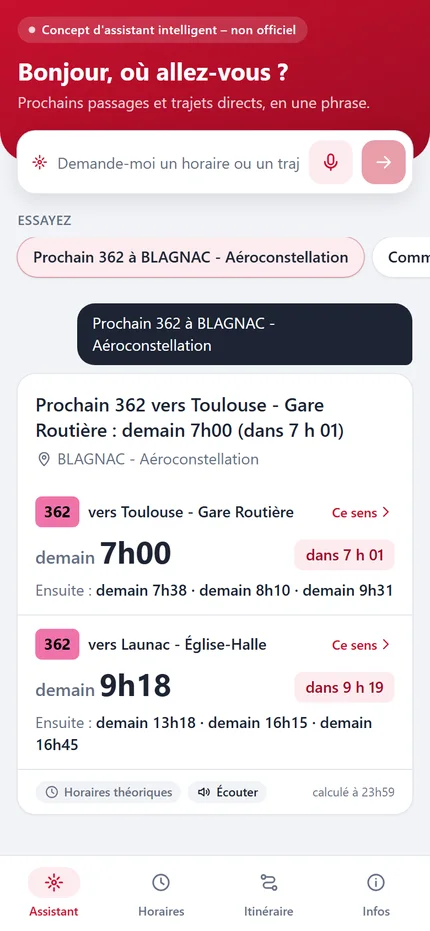 Concept d'assistant intelligent – non officiel
Bonjour, où allez-vous ?
Prochains passages et trajets directs, en une phrase.
Demande-moi un horaire ou un traj
ESSAYEZ
Prochain 362 à BLAGNAC - Aéroconstellation
Comm
Prochain 362 à BLAGNAC -
Aéroconstellation
Prochain 362 vers Toulouse - Gare
Routière : demain 7h00 (dans 7 h 01)
BLAGNAC - Aéroconstellation
362 vers Toulouse - Gare Routière Ce sens
demain 7h00 dans 7 h 01
Ensuite : demain 7h38 · demain 8h10 · demain 9h31
362 vers Launac - Église-Halle Ce sens
demain 9h18 dans 9 h 19
Ensuite : demain 13h18 · demain 16h15 · demain
16h45
Horaires théoriques Écouter calculé à 23h59
Assistant Horaires Itinéraire Infos